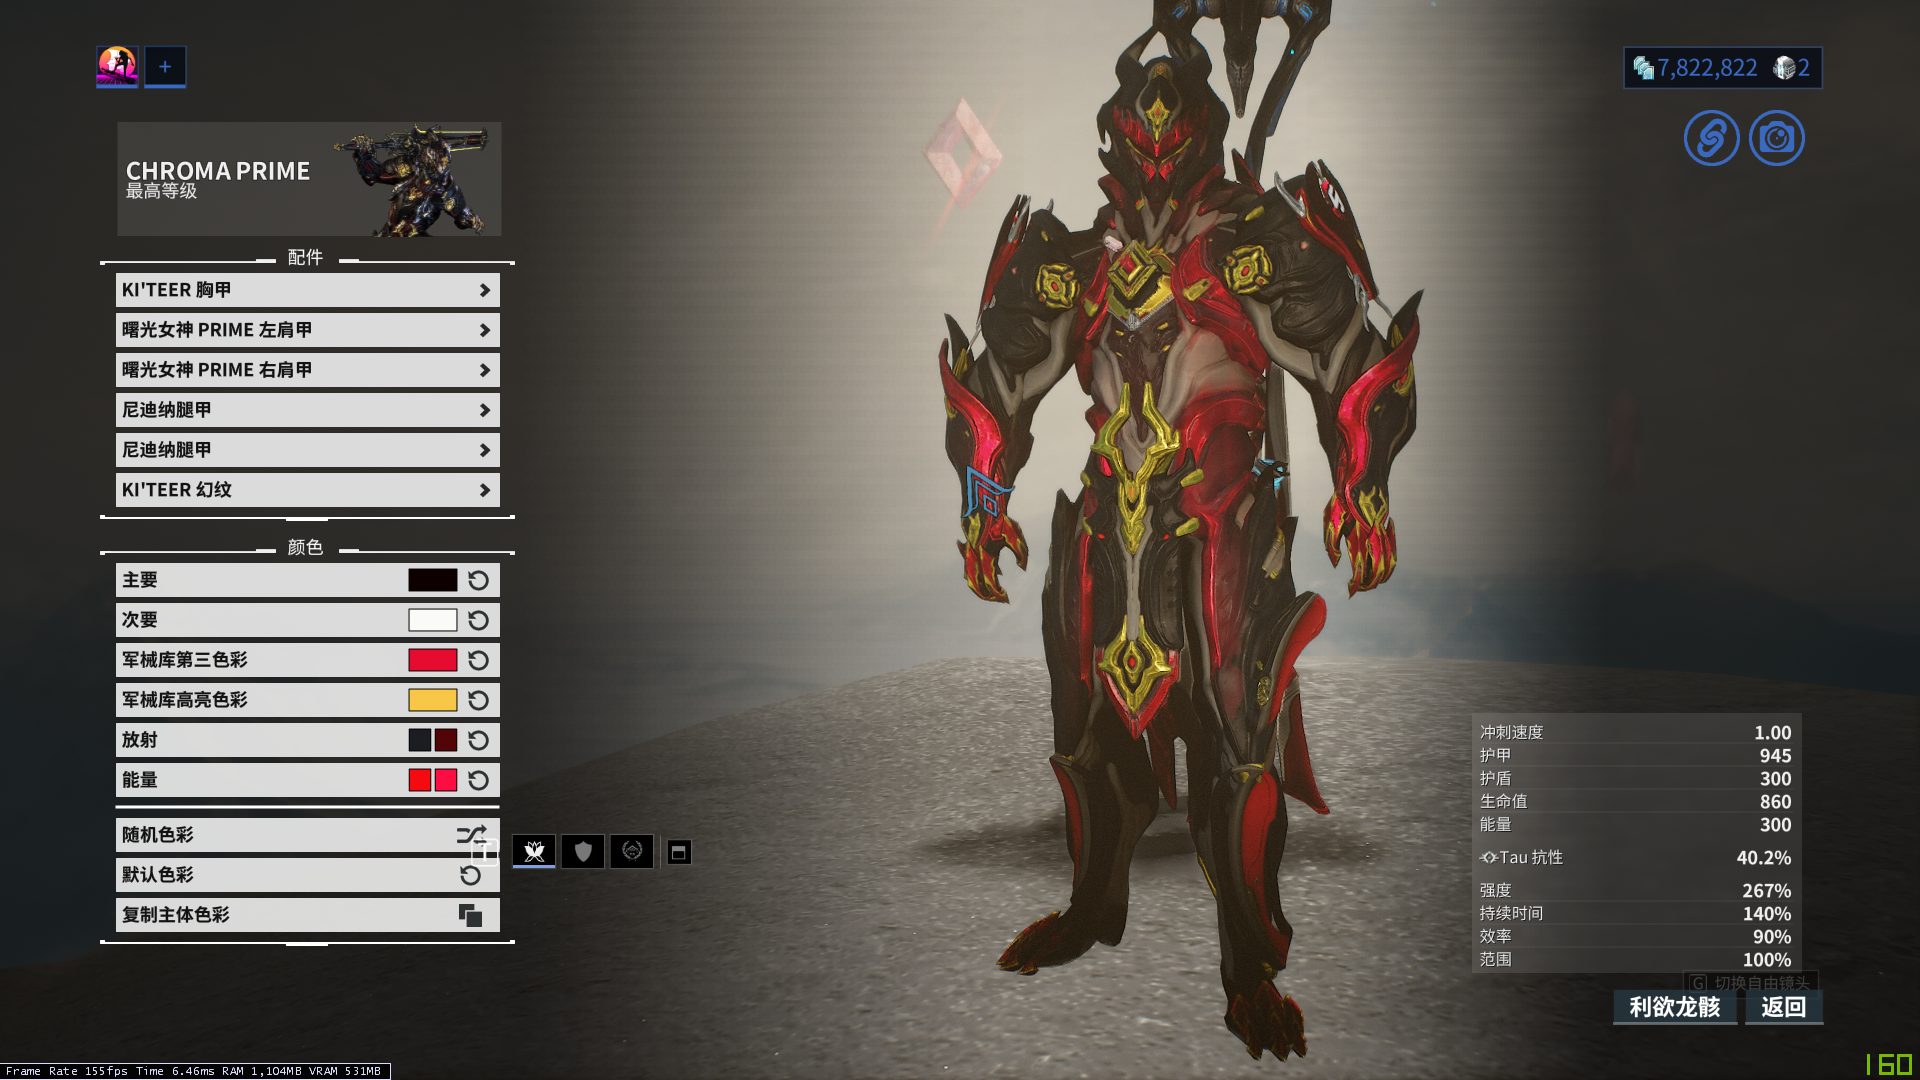 +
7,822,822 2
CHROMA PRIME
最高等级
配件
KI'TEER 胸甲
曙光女神 PRIME 左肩甲
曙光女神 PRIME 右肩甲
尼迪纳腿甲
尼迪纳腿甲
KI'TEER 幻纹
颜色
主要
次要
军械库第三色彩
军械库高亮色彩
放射
能量
随机色彩
T
默认色彩
复制主体色彩
冲刺速度 1.00
护甲 945
护盾 300
生命值 860
能量 300
Tau 抗性 40.2%
强度 267%
持续时间 140%
效率 90%
范围 100%
G 切换自由镜头
利欲龙骸 返回
Frame Rate 155fps Time 6.46ms RAM 1,104MB VRAM 531MB
160